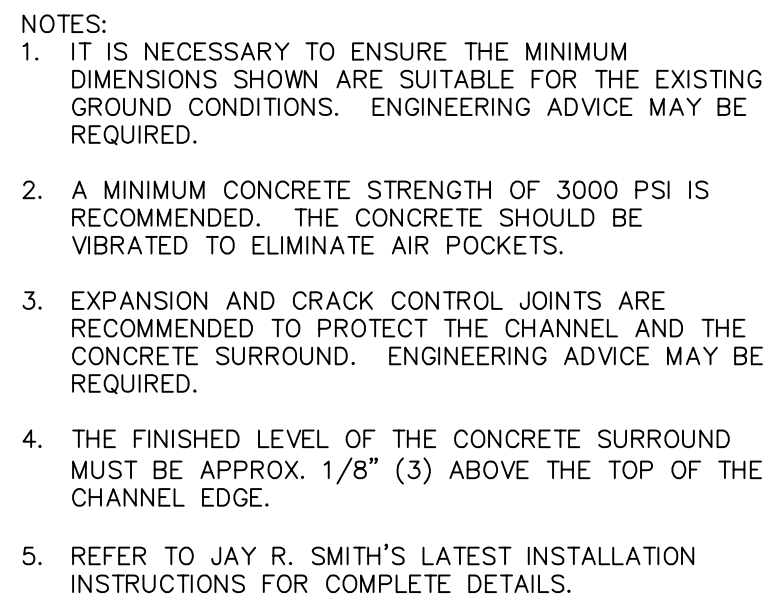 NOTES:
1. IT IS NECESSARY TO ENSURE THE MINIMUM
DIMENSIONS SHOWN ARE SUITABLE FOR THE EXISTING
GROUND CONDITIONS. ENGINEERING ADVICE MAY BE
REQUIRED.
2. A MINIMUM CONCRETE STRENGTH OF 3000 PSI IS
RECOMMENDED. THE CONCRETE SHOULD BE
VIBRATED TO ELIMINATE AIR POCKETS.
3. EXPANSION AND CRACK CONTROL JOINTS ARE
RECOMMENDED TO PROTECT THE CHANNEL AND THE
CONCRETE SURROUND. ENGINEERING ADVICE MAY BE
REQUIRED.
4. THE FINISHED LEVEL OF THE CONCRETE SURROUND
MUST BE APPROX. 1/8" (3) ABOVE THE TOP OF THE
CHANNEL EDGE.
5. REFER TO JAY R. SMITH'S LATEST INSTALLATION
INSTRUCTIONS FOR COMPLETE DETAILS.